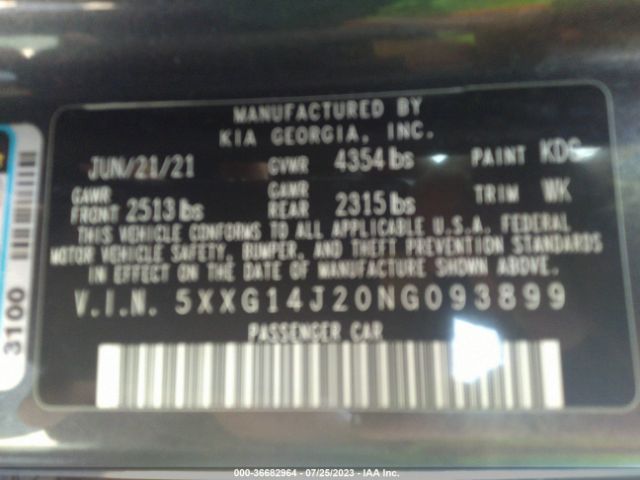 MANUFACTURED BY
KIA GEORGIA, INC.
JUN/21/21 GVWR 4354 lbs PAINT KDG
GAWR FRONT 2513 lbs GAWR REAR 2315 lbs TRIM WK
THIS VEHICLE CONFORMS TO ALL APPLICABLE U.S.A. FEDERAL
MOTOR VEHICLE SAFETY, BUMPER, AND THEFT PREVENTION STANDARDS
IN EFFECT ON THE DATE OF MANUFACTURE SHOWN ABOVE.
V.I.N. 5XXG14J20NG093899
PASSENGER CAR
3100
000-36682964 - 07/25/2023 - IAA Inc.